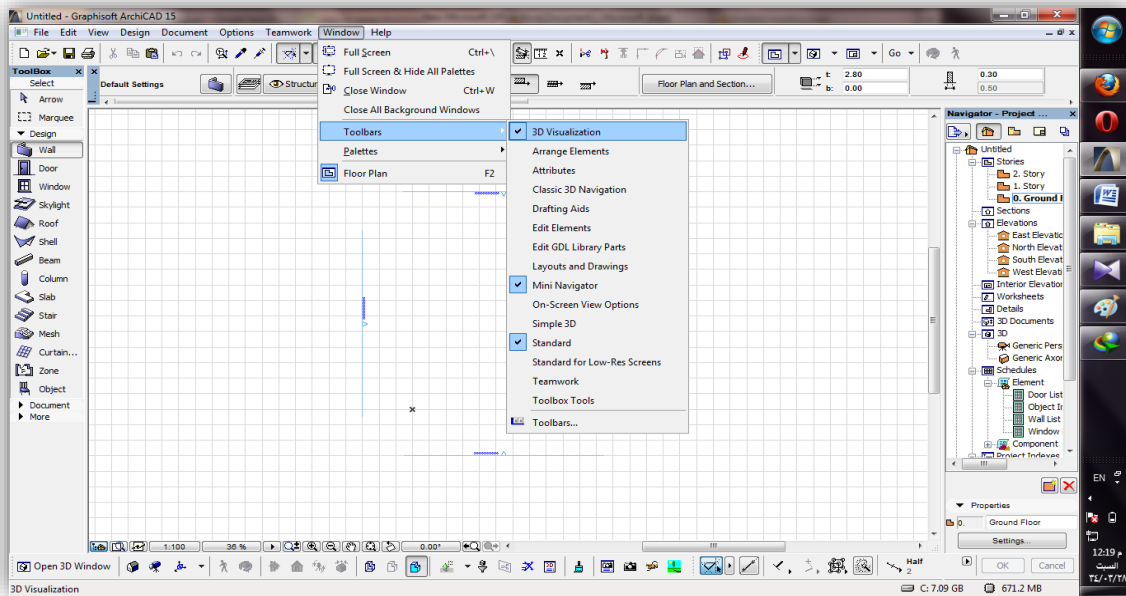 Untitled - Graphisoft ArchiCAD 15
File Edit View Design Document Options Teamwork Window Help
Go
ToolBox
Select
Arrow
Marquee
Design
Wall
Door
Window
Skylight
Roof
Shell
Beam
Column
Slab
Stair
Mesh
Curtain...
Zone
Object
Document
More
Default Settings
Structur
Floor Plan and Section...
t: 2.80
b: 0.00
0.30
0.50
Full Screen Ctrl+\
Full Screen & Hide All Palettes
Close Window Ctrl+W
Close All Background Windows
Toolbars
Palettes
Floor Plan F2
3D Visualization
Arrange Elements
Attributes
Classic 3D Navigation
Drafting Aids
Edit Elements
Edit GDL Library Parts
Layouts and Drawings
Mini Navigator
On-Screen View Options
Simple 3D
Standard
Standard for Low-Res Screens
Teamwork
Toolbox Tools
Toolbars...
Navigator - Project ...
Untitled
Stories
2. Story
1. Story
0. Ground F
Sections
Elevations
East Elevatic
North Elevat
South Elevat
West Elevati
Interior Elevation
Worksheets
Details
3D Documents
3D
Generic Pers
Generic Axor
Schedules
Element
Door List
Object Ir
Wall List
Window
Component
Project Indexes
Properties
0. Ground Floor
Settings...
1:100
36 %
0.00°
Open 3D Window
Half
2
OK
Cancel
3D Visualization
C: 7.09 GB
671.2 MB
EN
12:19 م
السبت